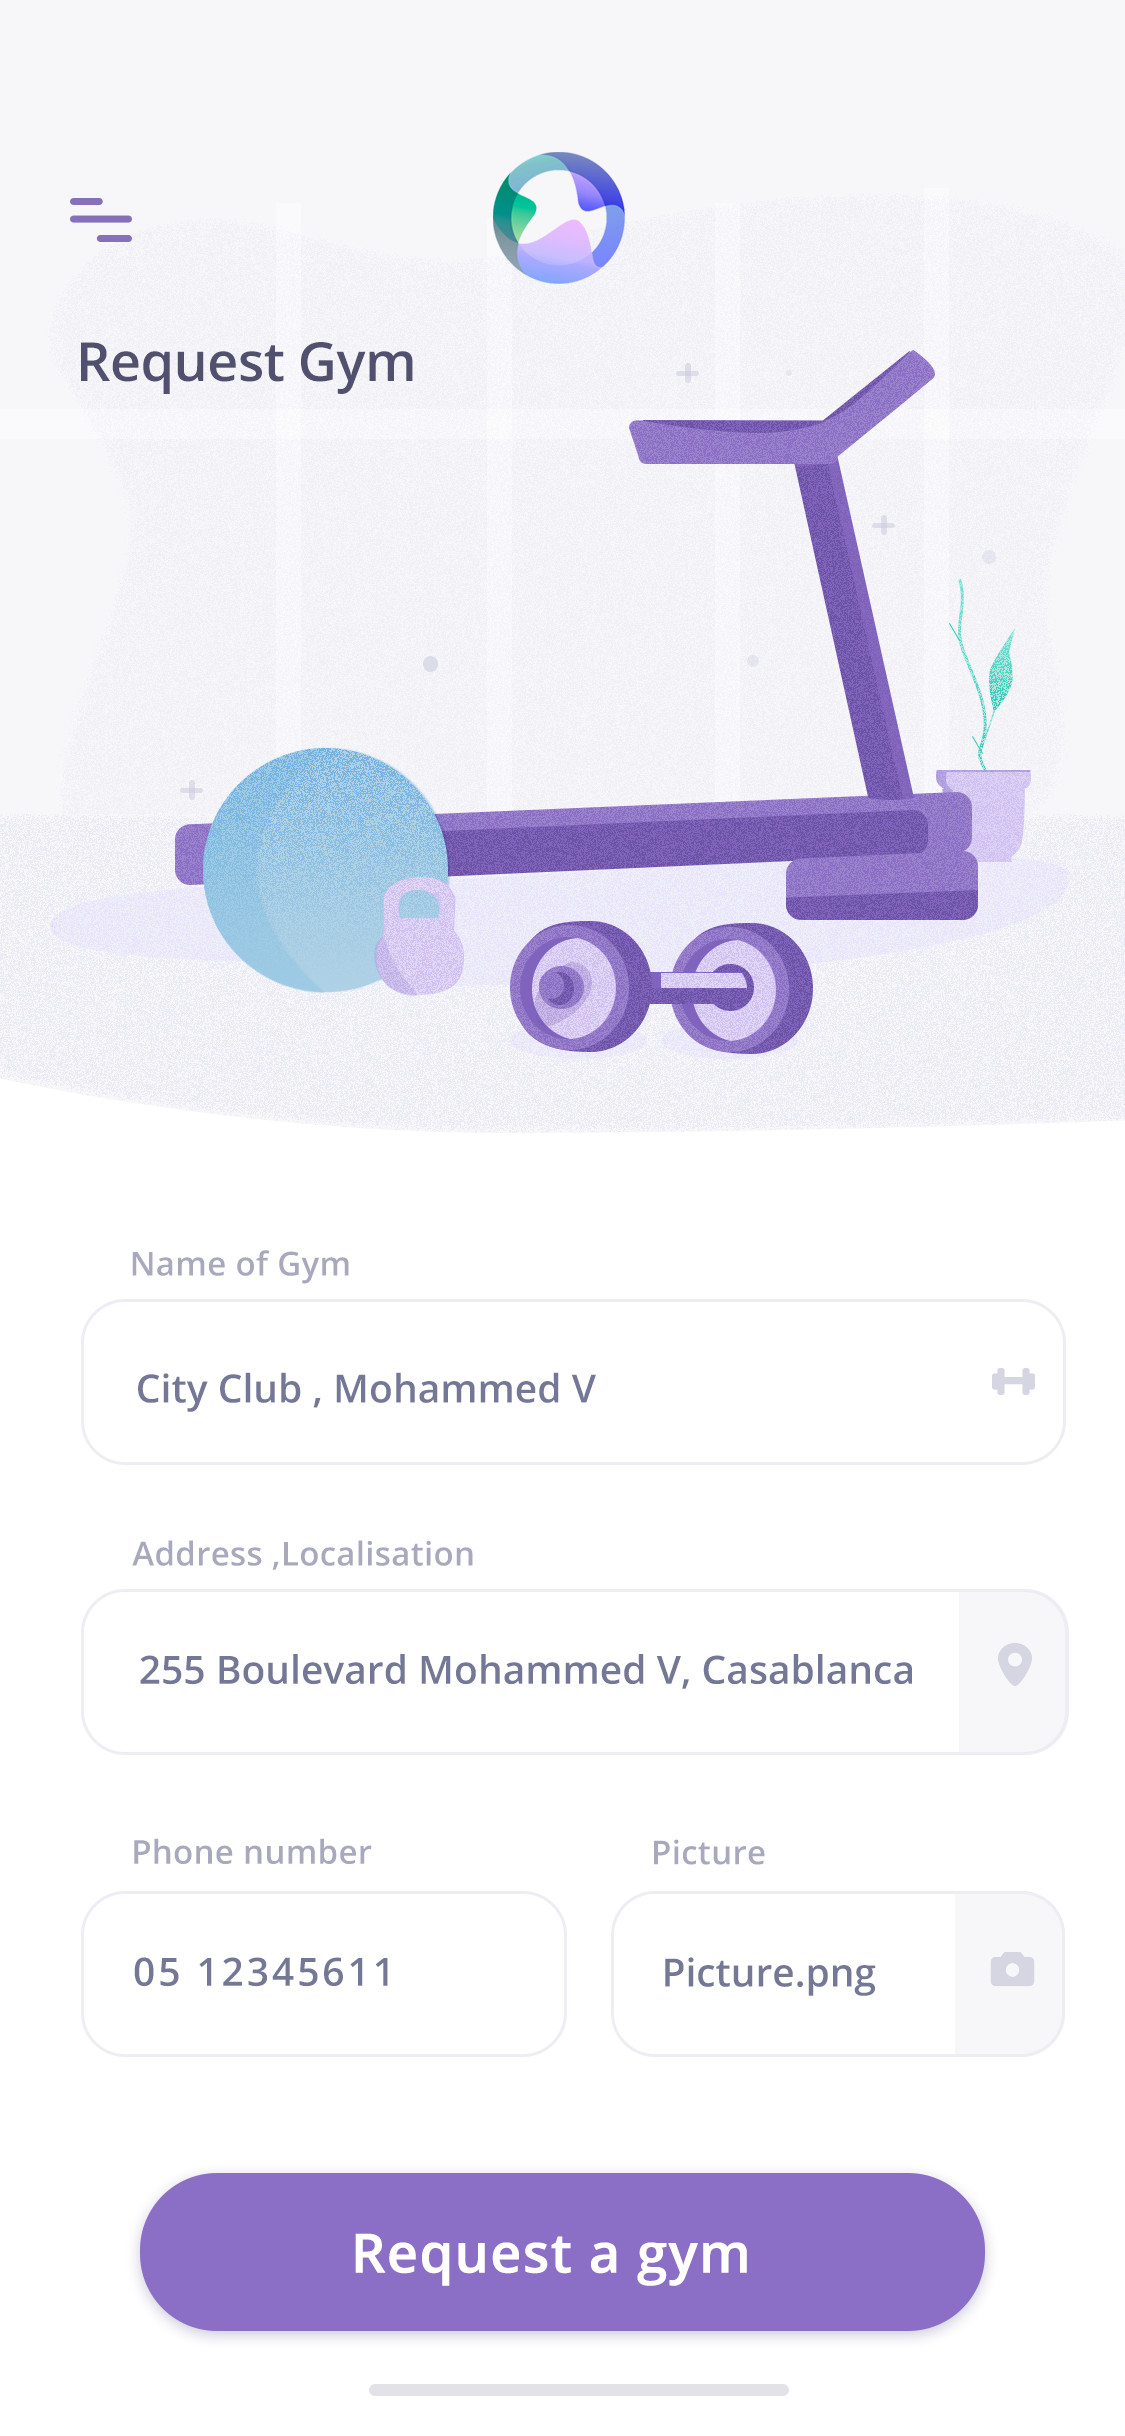 Request Gym
Name of Gym
City Club , Mohammed V
Address ,Localisation
255 Boulevard Mohammed V, Casablanca
Phone number
Picture
05 12345611
Picture.png
Request a gym